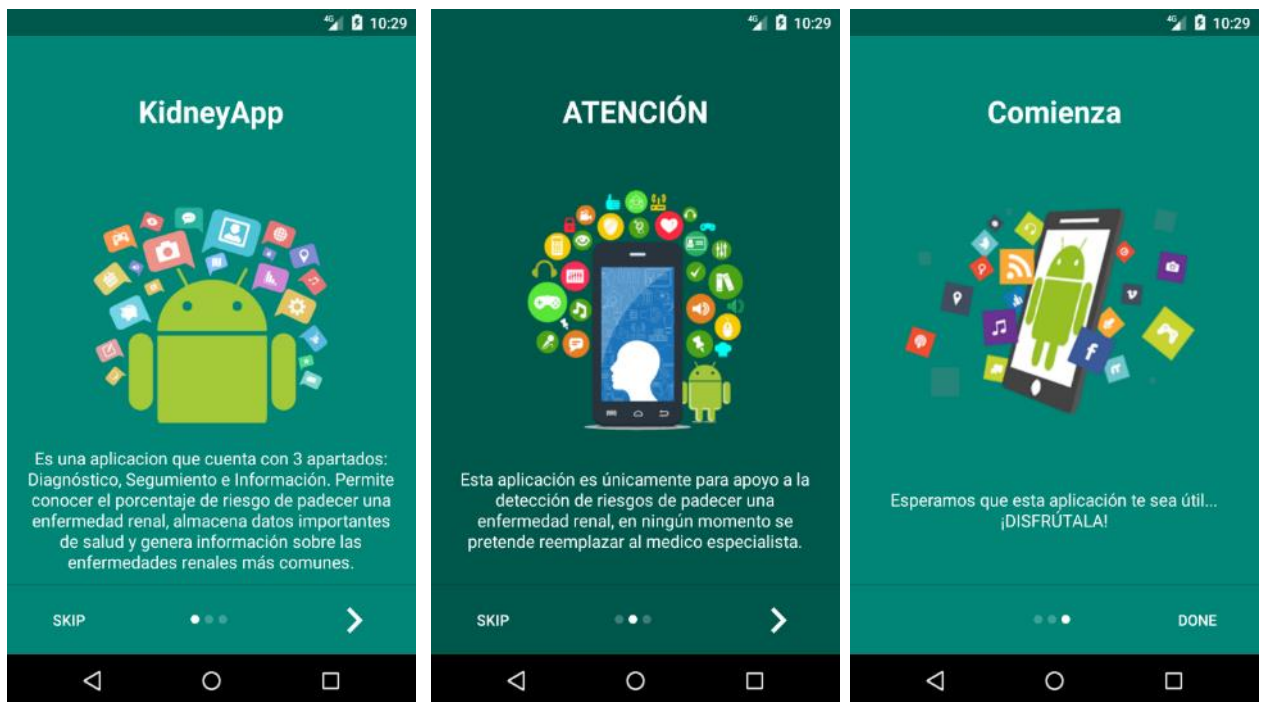 4G 10:29
KidneyApp
Es una aplicacion que cuenta con 3 apartados:
Diagnóstico, Segumiento e Información. Permite
conocer el porcentaje de riesgo de padecer una
enfermedad renal, almacena datos importantes
de salud y genera información sobre las
enfermedades renales más comunes.
SKIP
4G 10:29
ATENCIÓN
Esta aplicación es únicamente para apoyo a la
detección de riesgos de padecer una
enfermedad renal, en ningún momento se
pretende reemplazar al medico especialista.
SKIP
4G 10:29
Comienza
Esperamos que esta aplicación te sea útil...
¡DISFRÚTALA!
DONE